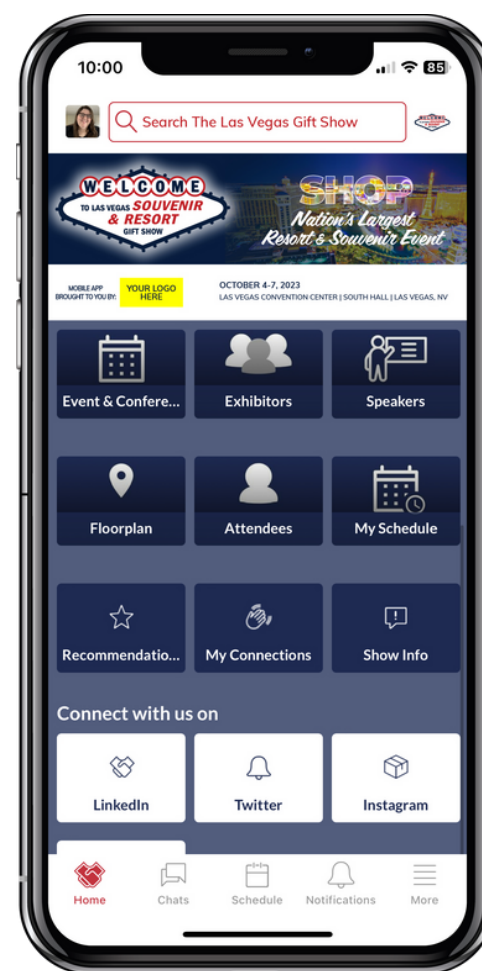 10:00
85
Search The Las Vegas Gift Show
WELCOME
TO LAS VEGAS SOUVENIR
& RESORT
GIFT SHOW
SHOP
Nation's Largest
Resort & Souvenir Event
MOBILE APP
BROUGHT TO YOU BY:
YOUR LOGO
HERE
OCTOBER 4-7, 2023
LAS VEGAS CONVENTION CENTER | SOUTH HALL | LAS VEGAS, NV
Event & Confere...
Exhibitors
Speakers
Floorplan
Attendees
My Schedule
Recommendatio...
My Connections
Show Info
Connect with us on
LinkedIn
Twitter
Instagram
Home
Chats
Schedule
Notifications
More